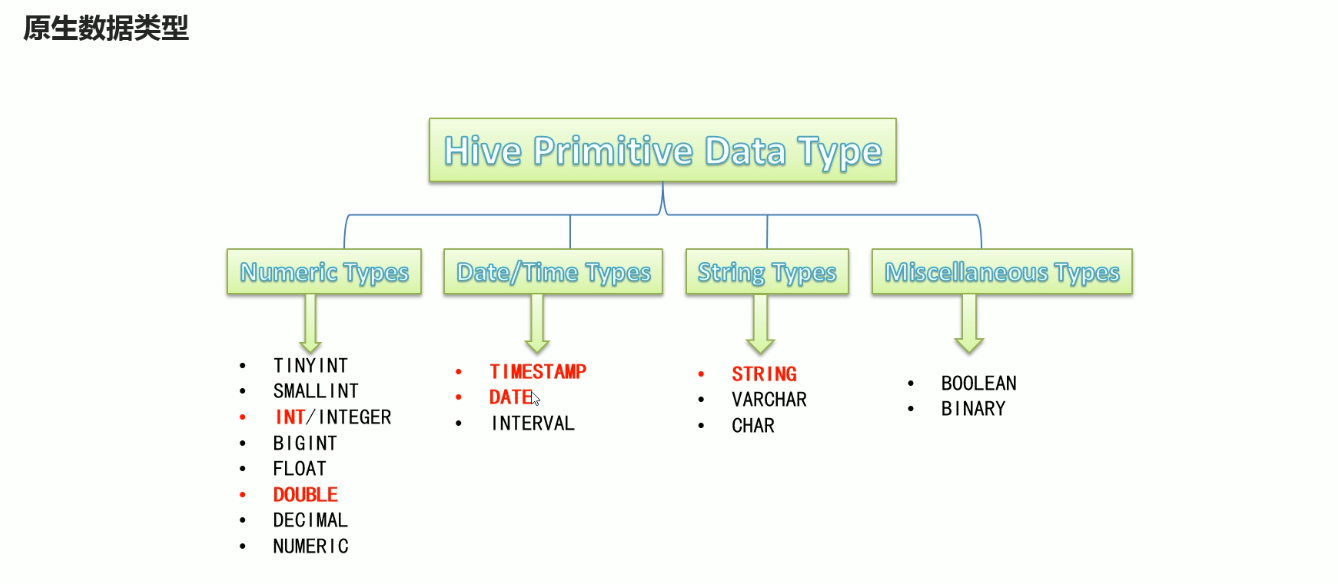 原生数据类型
Hive Primitive Data Type
Numeric Types
Date/Time Types
String Types
Miscellaneous Types
• TINYINT
• SMALLINT
• INT/INTEGER
• BIGINT
• FLOAT
• DOUBLE
• DECIMAL
• NUMERIC
• TIMESTAMP
• DATE
• INTERVAL
• STRING
• VARCHAR
• CHAR
• BOOLEAN
• BINARY